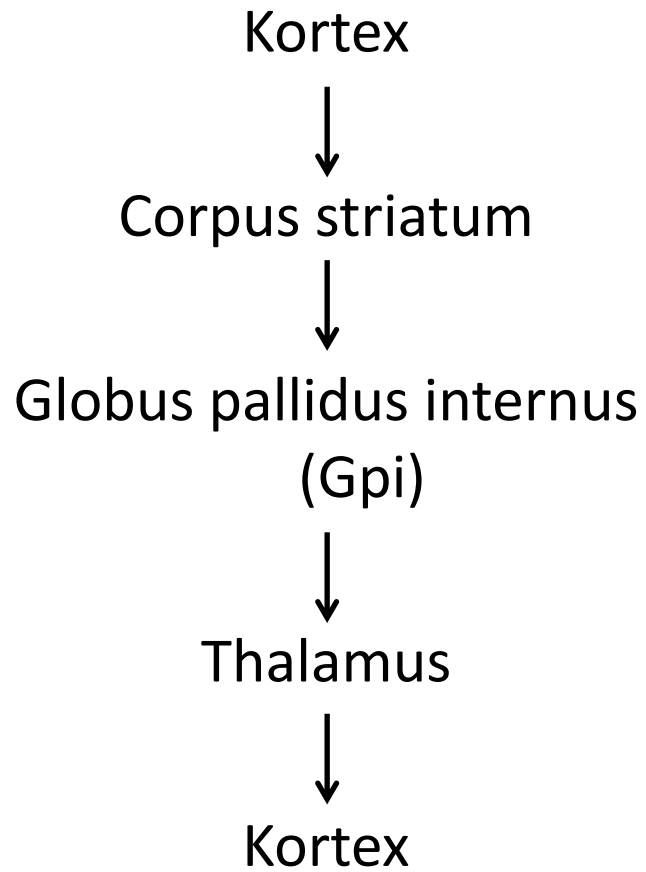 Kortex
Corpus striatum
Globus pallidus internus
(Gpi)
Thalamus
Kortex